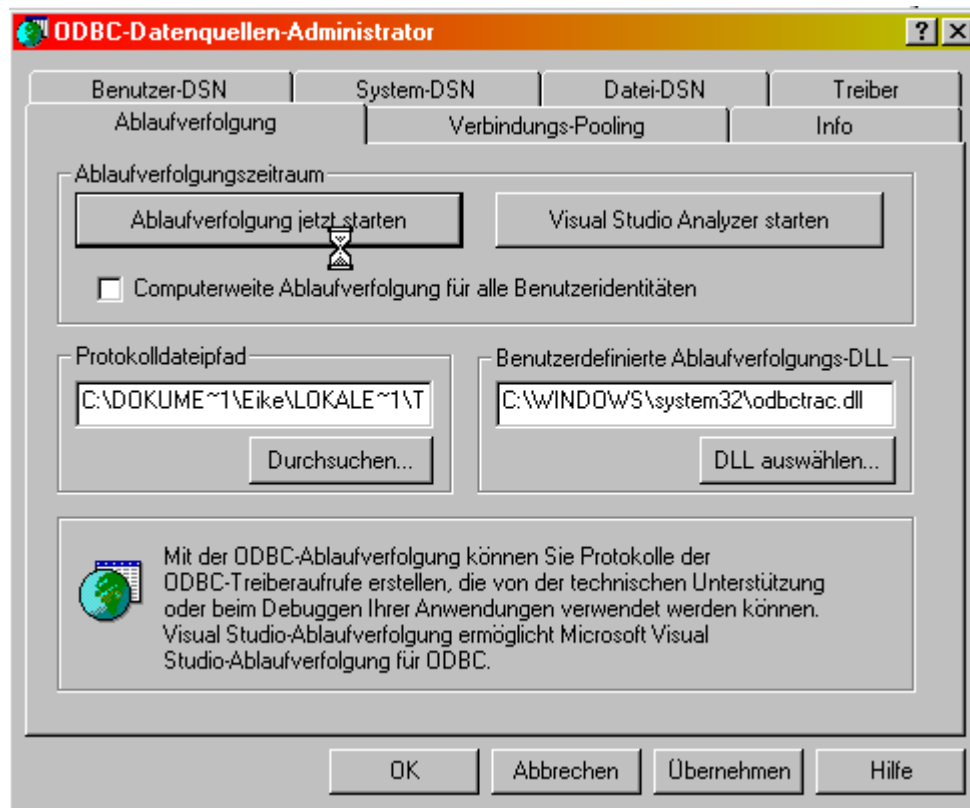 ODBC-Datenquellen-Administrator
Benutzer-DSN
System-DSN
Datei-DSN
Treiber
Ablaufverfolgung
Verbindungs-Pooling
Info
Ablaufverfolgungszeitraum
Ablaufverfolgung jetzt starten
Visual Studio Analyzer starten
Computerweite Ablaufverfolgung für alle Benutzeridentitäten
Protokolldateipfad
C:\DOKUME~1\Eike\LOKALE~1\T
Durchsuchen...
Benutzerdefinierte Ablaufverfolgungs-DLL
C:\WINDOWS\system32\odbctrac.dll
DLL auswählen...
Mit der ODBC-Ablaufverfolgung können Sie Protokolle der
ODBC-Treiberaufrufe erstellen, die von der technischen Unterstützung
oder beim Debuggen Ihrer Anwendungen verwendet werden können.
Visual Studio-Ablaufverfolgung ermöglicht Microsoft Visual
Studio-Ablaufverfolgung für ODBC.
OK
Abbrechen
Übernehmen
Hilfe